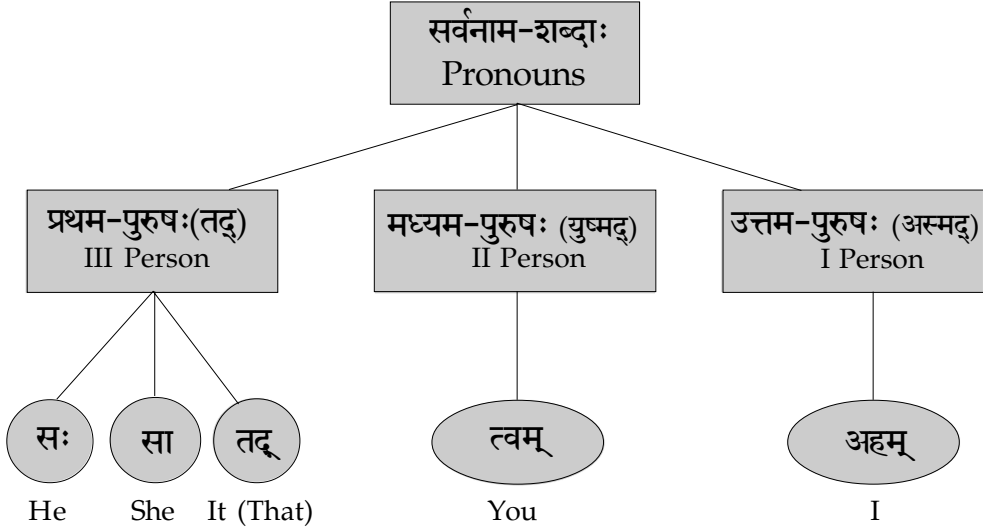 सर्वनाम-शब्दाः
Pronouns
प्रथम-पुरुषः(तद्)
III Person
मध्यम-पुरुषः (युष्मद्)
II Person
उत्तम-पुरुषः (अस्मद्)
I Person
सः
सा
तद्
त्वम्
अहम्
He
She
It (That)
You
I